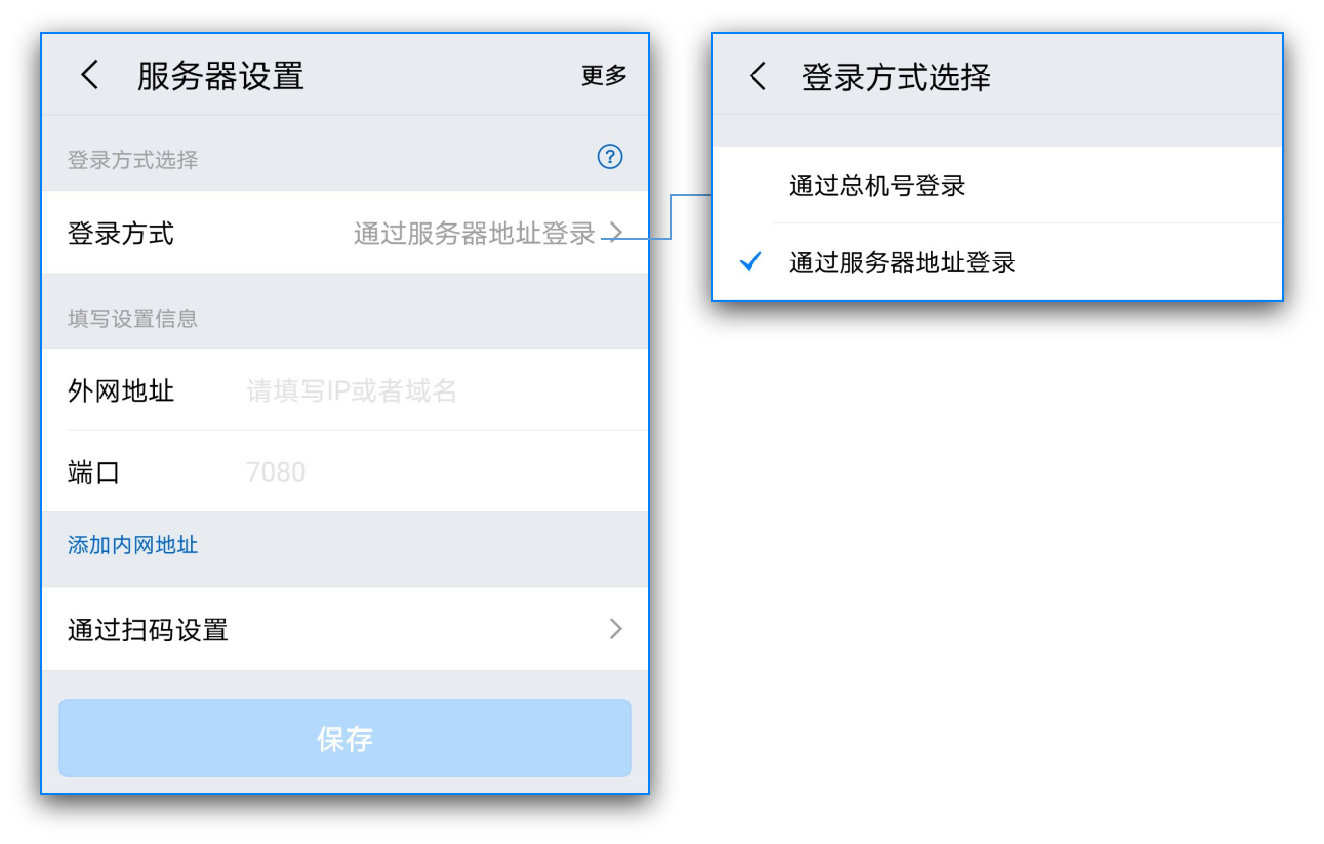 服务器设置
更多
登录方式选择
?
登录方式
通过服务器地址登录
填写设置信息
外网地址
请填写IP或者域名
端口
7080
添加内网地址
通过扫码设置
保存
登录方式选择
通过总机号登录
通过服务器地址登录